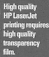 High quality
HP LaserJet
printing requires
high quality
transparency
film.